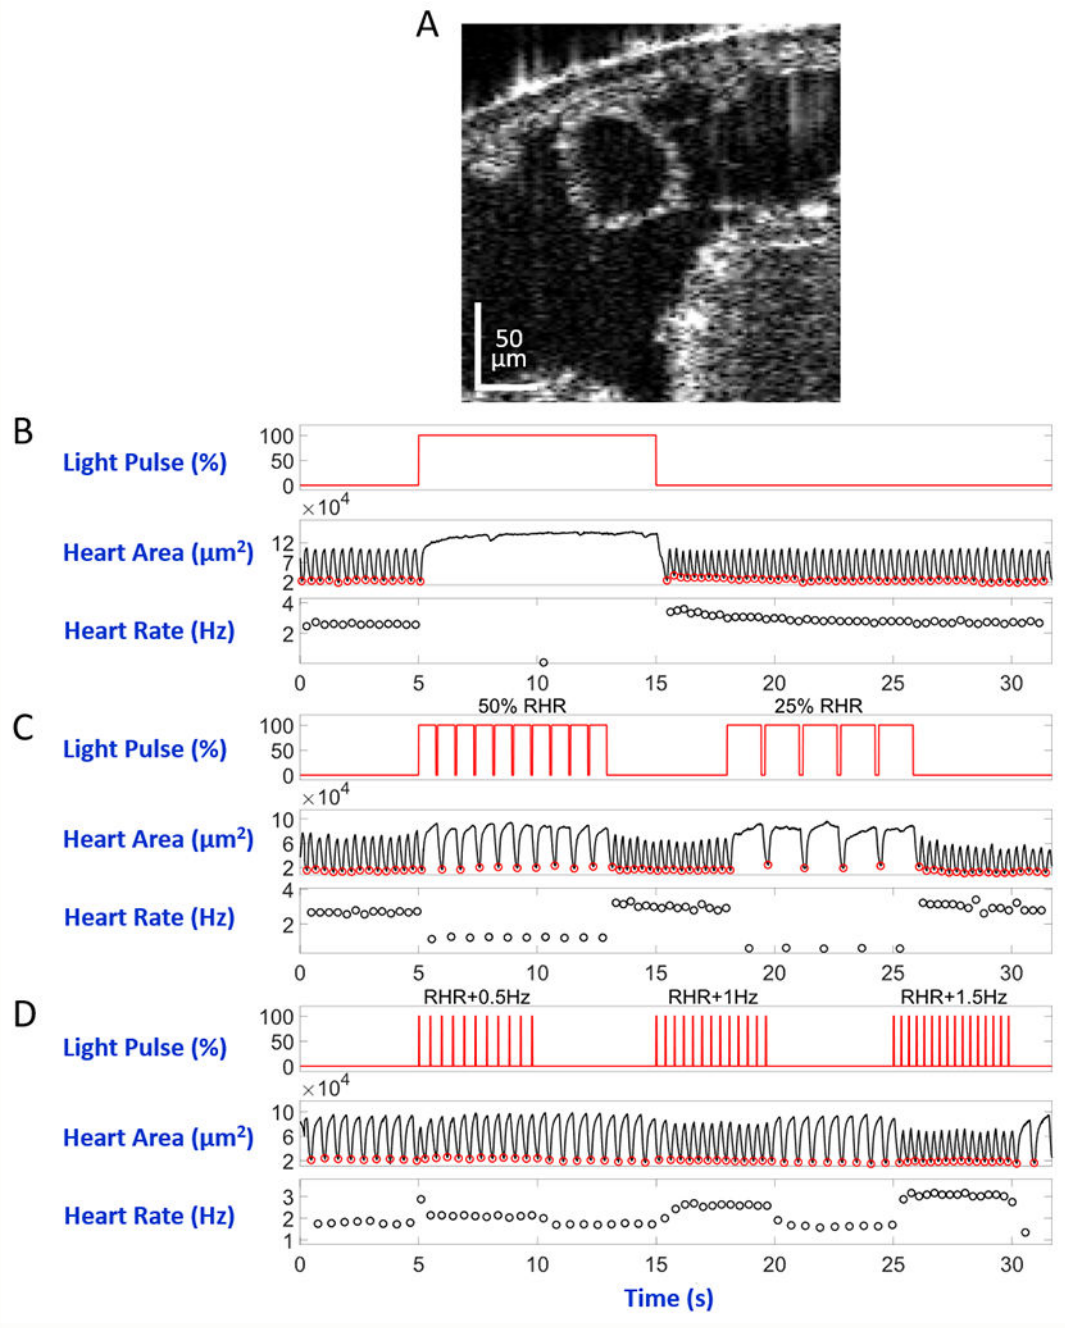 A
50
μm
B
Light Pulse (%)
100
50
0
×10⁴
Heart Area (μm²)
12
7
2
Heart Rate (Hz)
4
2
0 5 10 15 20 25 30
50% RHR 25% RHR
C
Light Pulse (%)
100
50
0
×10⁴
Heart Area (μm²)
10
6
2
Heart Rate (Hz)
4
2
0 5 10 15 20 25 30
RHR+0.5Hz RHR+1Hz RHR+1.5Hz
D
Light Pulse (%)
100
50
0
×10⁴
Heart Area (μm²)
10
6
2
Heart Rate (Hz)
3
2
1
0 5 10 15 20 25 30
Time (s)